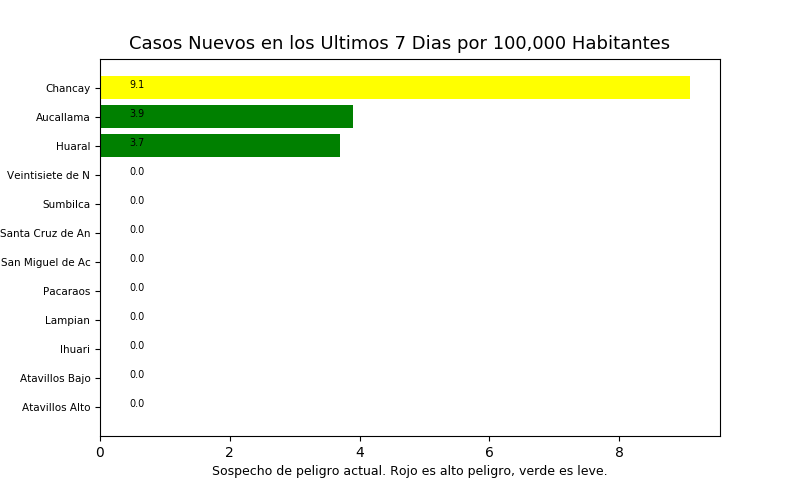 Casos Nuevos en los Ultimos 7 Dias por 100,000 Habitantes
Chancay 9.1
Aucallama 3.9
Huaral 3.7
Veintisiete de N 0.0
Sumbilca 0.0
Santa Cruz de An 0.0
San Miguel de Ac 0.0
Pacaraos 0.0
Lampian 0.0
Ihuari 0.0
Atavillos Bajo 0.0
Atavillos Alto 0.0
0 2 4 6 8
Sospecho de peligro actual. Rojo es alto peligro, verde es leve.